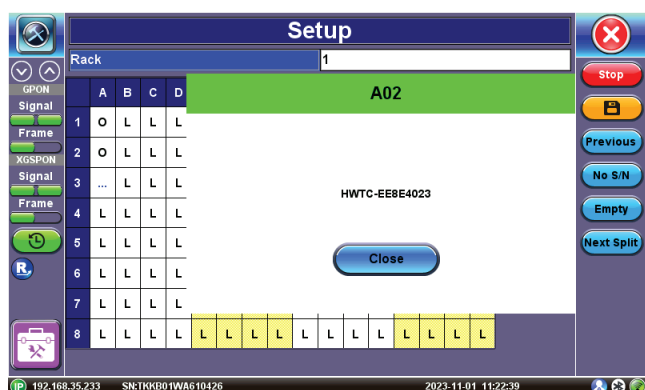 Setup
Rack 1
A B C D
A02
1 O L L L
2 O L L L
3 ... L L L
4 L L L L
5 L L L L
6 L L L L
7 L L L L
8 L L L L L L L L L L L L L L L L
HWTC-EE8E4023
Close
GPON
Signal
Frame
XGSPON
Signal
Frame
R.
Stop
Previous
No S/N
Empty
Next Split
IP 192.168.35.233 SN:TKKB01WA610426 2023-11-01 11:22:39